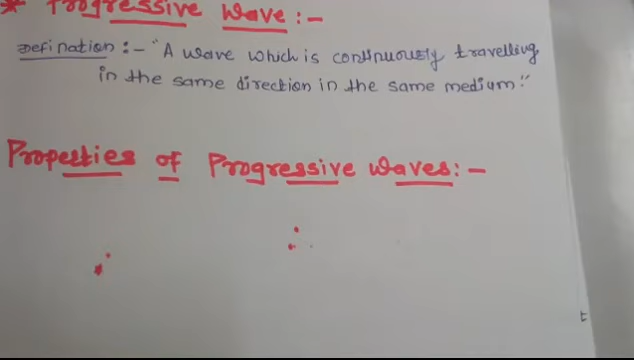 * Progressive Wave :-
Defination :- "A wave which is continuously travelling
in the same direction in the same medium."
Properties of Progressive waves :-
t